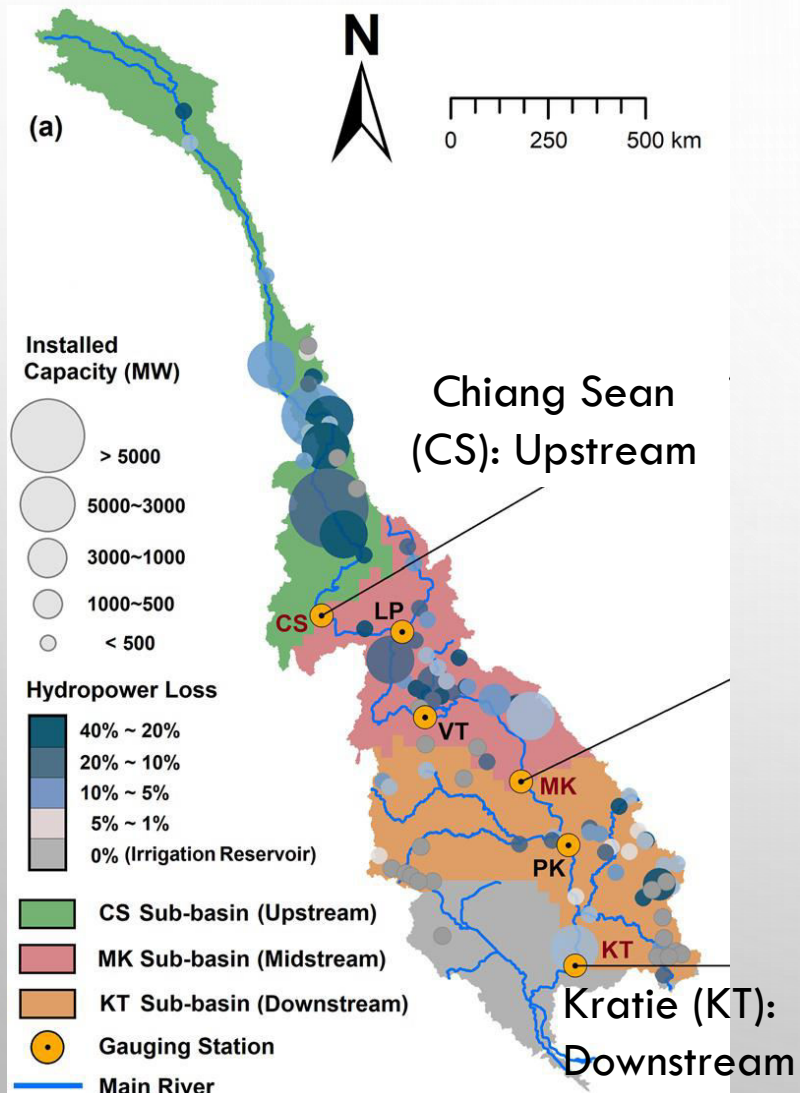 N
(a)
0 250 500 km
Installed
Capacity (MW)
> 5000
5000~3000
3000~1000
1000~500
< 500
Chiang Sean
(CS): Upstream
CS
LP
VT
MK
PK
KT
Hydropower Loss
40% ~ 20%
20% ~ 10%
10% ~ 5%
5% ~ 1%
0% (Irrigation Reservoir)
CS Sub-basin (Upstream)
MK Sub-basin (Midstream)
KT Sub-basin (Downstream)
Gauging Station
Main River
Kratie (KT):
Downstream